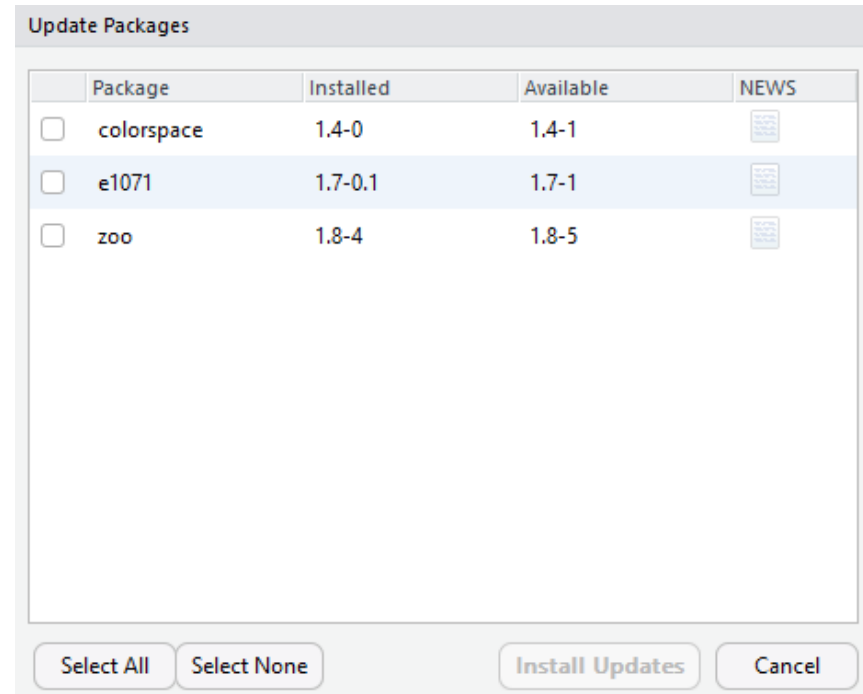 Update Packages
Package Installed Available NEWS
colorspace 1.4-0 1.4-1
e1071 1.7-0.1 1.7-1
zoo 1.8-4 1.8-5
Select All Select None Install Updates Cancel